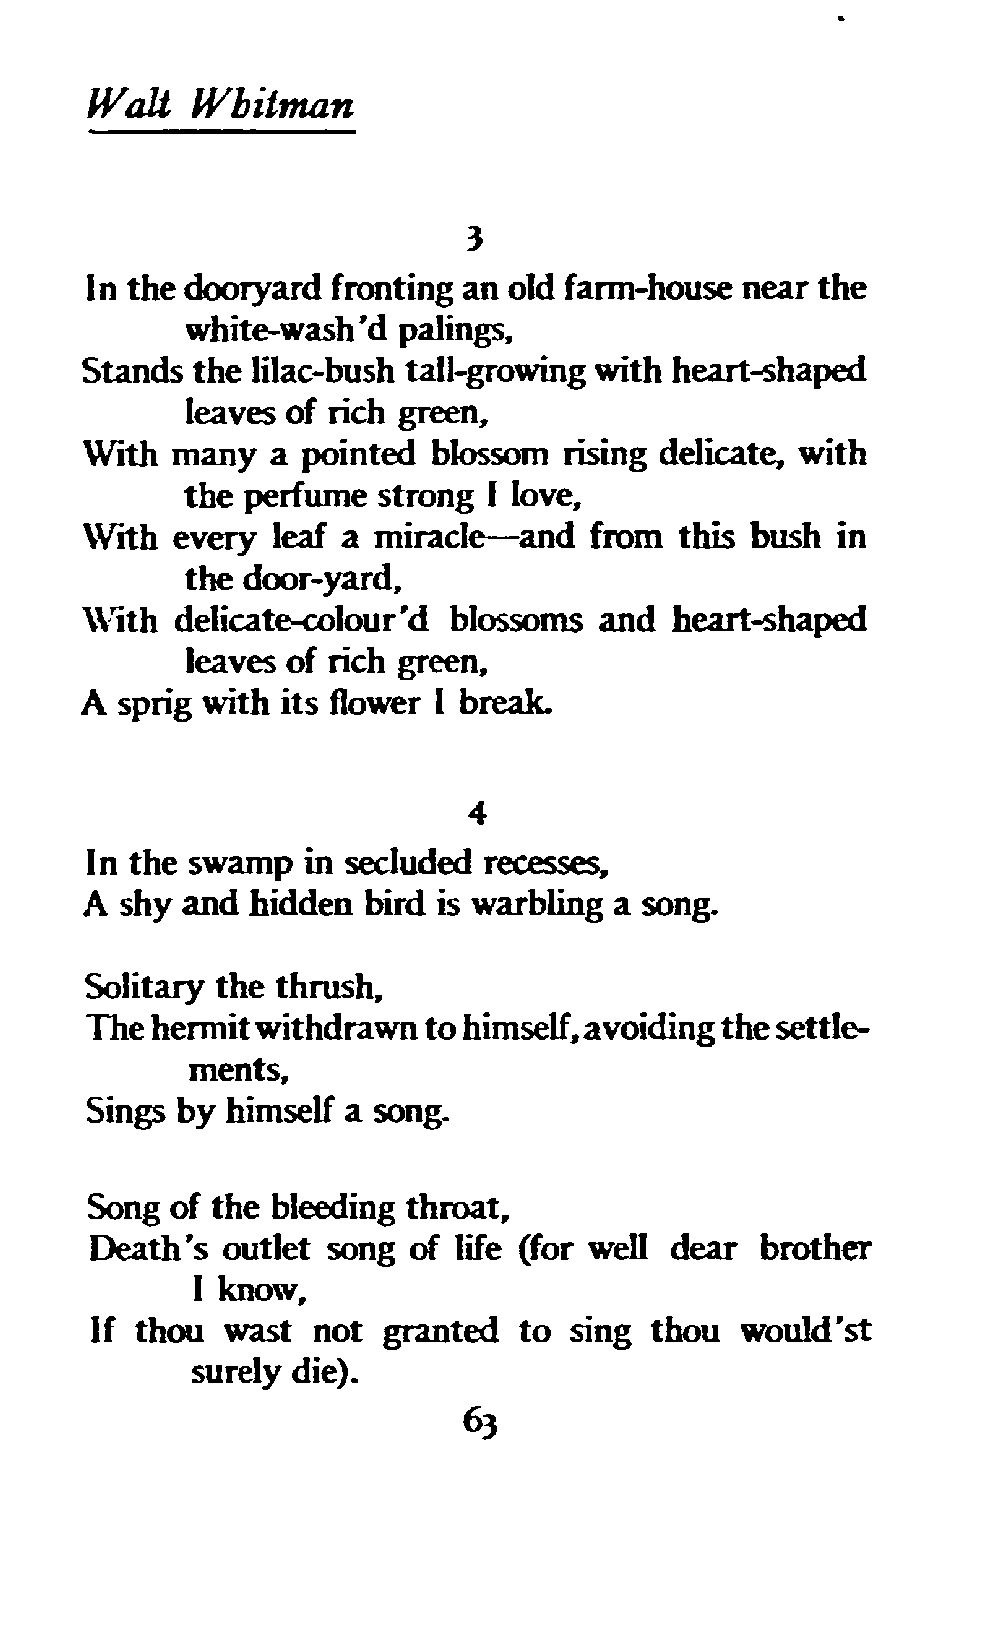 Walt Whitman
3
In the dooryard fronting an old farm-house near the
white-wash'd palings,
Stands the lilac-bush tall-growing with heart-shaped
leaves of rich green,
With many a pointed blossom rising delicate, with
the perfume strong I love,
With every leaf a miracle—and from this bush in
the door-yard,
With delicate-colour'd blossoms and heart-shaped
leaves of rich green,
A sprig with its flower I break.
4
In the swamp in secluded recesses,
A shy and hidden bird is warbling a song.
Solitary the thrush,
The hermit withdrawn to himself, avoiding the settle-
ments,
Sings by himself a song.
Song of the bleeding throat,
Death's outlet song of life (for well dear brother
I know,
If thou wast not granted to sing thou would'st
surely die).
63